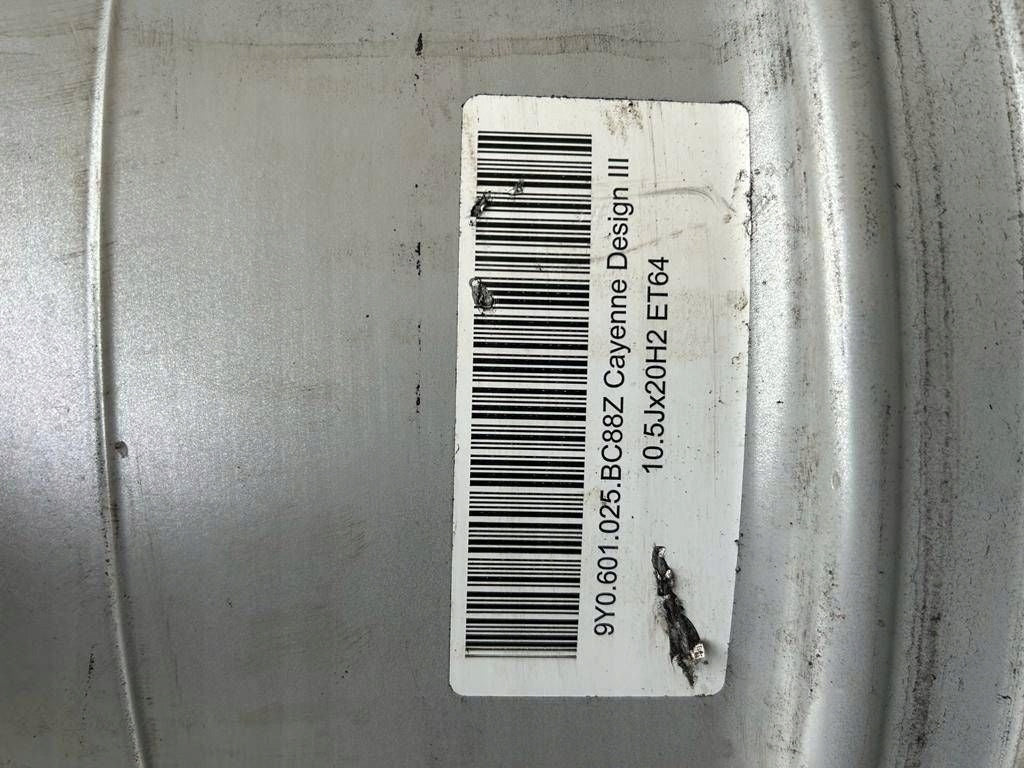 9Y0.601.025.BC88Z Cayenne Design III
10.5Jx20H2 ET64